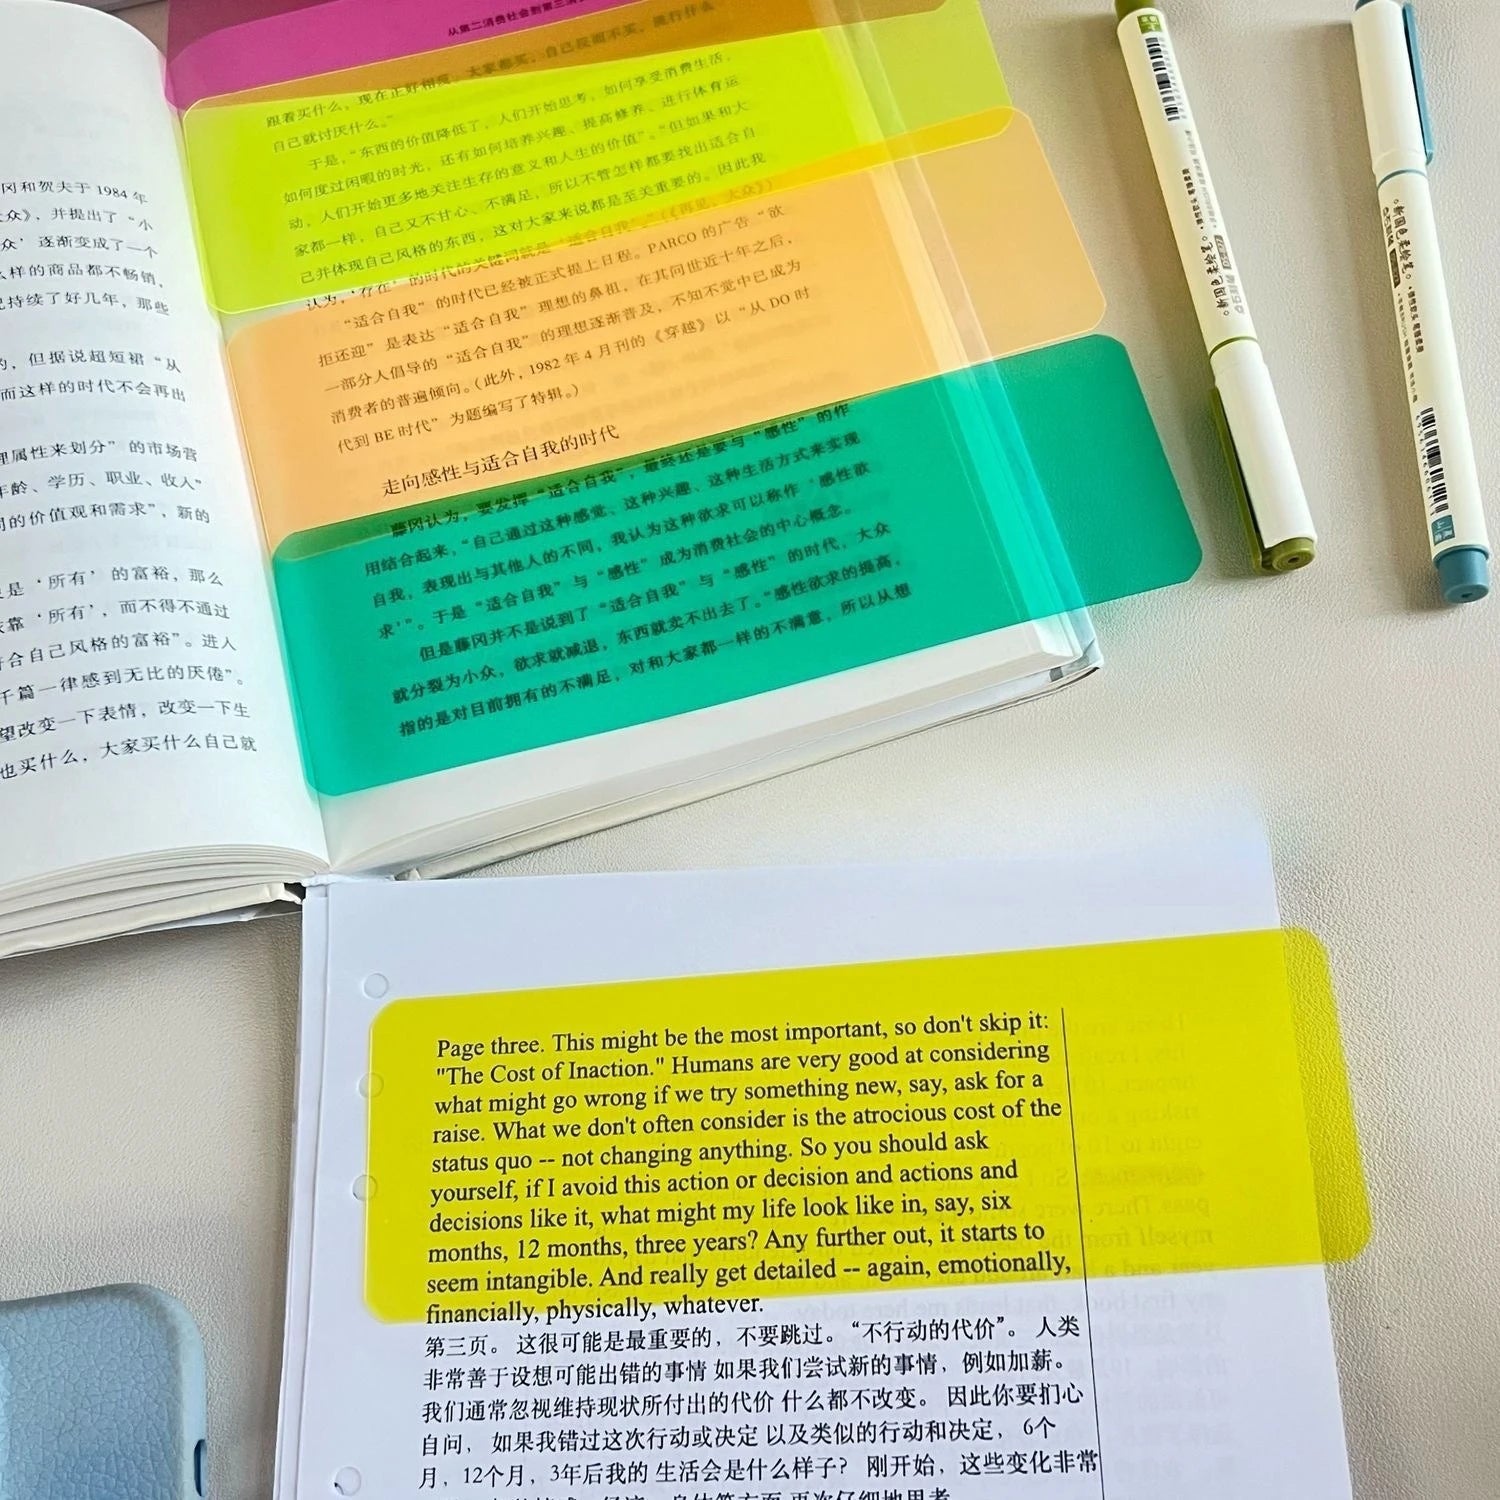 冈和贺夫于 1984 年
众》，并提出了“小
众’逐渐变成了一个
么样的商品都不畅销，
已持续了好几年，那些
的，但据说超短裙“从
而这样的时代不会再出
理属性来划分”的市场营
年龄、学历、职业、收入”
同的价值观和需求”，新的
是‘所有’的富裕，那么
依靠‘所有’，而不得不通过
符合自己风格的富裕”。进入
千篇一律感到无比的厌倦”。
望改变一下表情，改变一下生
也买什么，大家买什么自己就
从第二消费社会到第三消
跟着买什么。现在正好相反，大家都买，自己反而不买，流行什么
自己就讨厌什么。”
于是，“东西的价值降低了，人们开始思考，如何享受消费生活，
如何度过闲暇的时光，还有如何培养兴趣、提高修养、进行体育运
动，人们开始更多地关注生存的意义和人生的价值”。“但如果和大
家都一样，自己又不甘心、不满足，所以不管怎样都要找出适合自
己并体现自己风格的东西，这对大家来说都是至关重要的。因此我
认为，‘存在’的时代的关键词就是‘适合自我’。”（《再见，大众》）
“适合自我”的时代已经被正式提上日程。PARCO 的广告“欲
拒还迎”是表达“适合自我”理想的鼻祖，在其问世近十年之后，
一部分人倡导的“适合自我”的理想逐渐普及，不知不觉中已成为
消费者的普遍倾向。（此外，1982 年 4 月刊的《穿越》以“从 DO 时
代到 BE 时代”为题编写了特辑。）
走向感性与适合自我的时代
藤冈认为，要发挥“适合自我”，最终还是要与“感性”的作
用结合起来，“自己通过这种感觉、这种兴趣、这种生活方式来实现
自我，表现出与其他人的不同，我认为这种欲求可以称作‘感性欲
求’”。于是“适合自我”与“感性”成为消费社会的中心概念。
但是藤冈并不是说到了“适合自我”与“感性”的时代，大众
就分裂为小众，欲求就减退，东西就卖不出去了。“感性欲求的提高，
指的是对目前拥有的不满足，对和大家都一样的不满意，所以从想
Page three. This might be the most important, so don't skip it:
"The Cost of Inaction." Humans are very good at considering
what might go wrong if we try something new, say, ask for a
raise. What we don't often consider is the atrocious cost of the
status quo -- not changing anything. So you should ask
yourself, if I avoid this action or decision and actions and
decisions like it, what might my life look like in, say, six
months, 12 months, three years? Any further out, it starts to
seem intangible. And really get detailed -- again, emotionally,
financially, physically, whatever.
第三页。 这很可能是最重要的，不要跳过。 “不行动的代价”。 人类
非常善于设想可能出错的事情 如果我们尝试新的事情，例如加薪。
我们通常忽视维持现状所付出的代价 什么都不改变。 因此你要扪心
自问， 如果我错过这次行动或决定 以及类似的行动和决定， 6个
月，12个月，3年后我的 生活会是什么样子？ 刚开始，这些变化非常
新国色柔绘笔
新国色柔绘笔